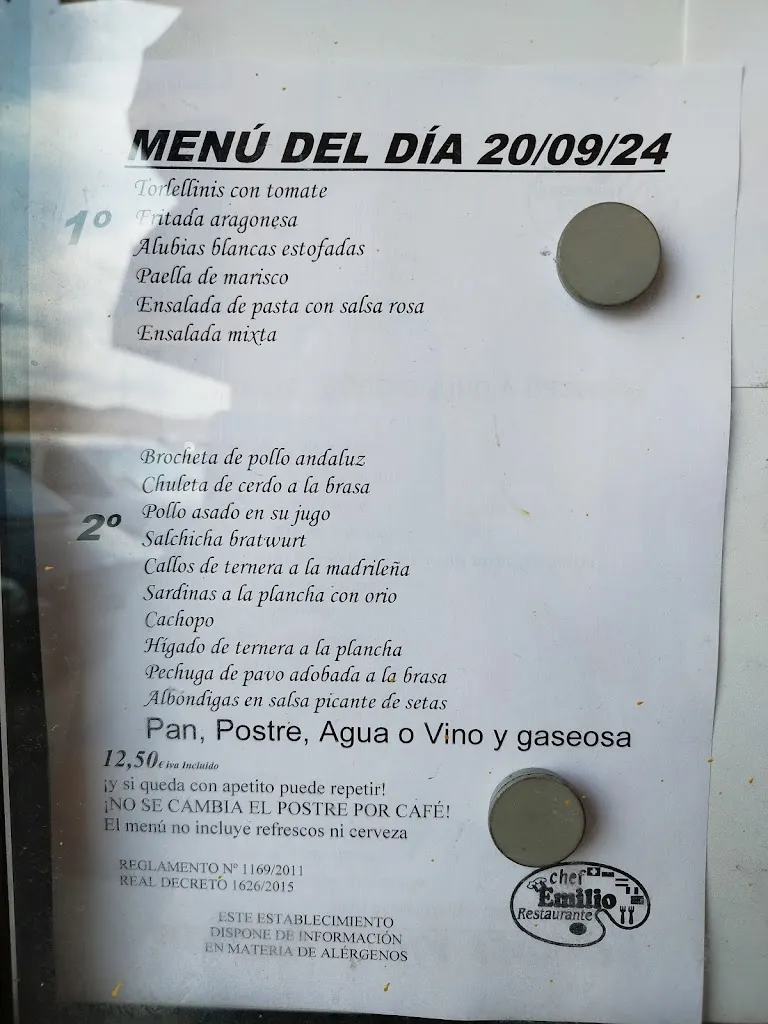 MENÚ DEL DÍA 20/09/24
1º
Tortellinis con tomate
Fritada aragonesa
Alubias blancas estofadas
Paella de marisco
Ensalada de pasta con salsa rosa
Ensalada mixta
2º
Brocheta de pollo andaluz
Chuleta de cerdo a la brasa
Pollo asado en su jugo
Salchicha bratwurt
Callos de ternera a la madrileña
Sardinas a la plancha con orio
Cachopo
Hígado de ternera a la plancha
Pechuga de pavo adobada a la brasa
Albóndigas en salsa picante de setas
Pan, Postre, Agua o Vino y gaseosa
12,50€ iva Incluido
¡y si queda con apetito puede repetir!
¡NO SE CAMBIA EL POSTRE POR CAFÉ!
El menú no incluye refrescos ni cerveza
REGLAMENTO Nº 1169/2011
REAL DECRETO 1626/2015
ESTE ESTABLECIMIENTO
DISPONE DE INFORMACIÓN
EN MATERIA DE ALÉRGENOS
chef
Emilio
Restaurante